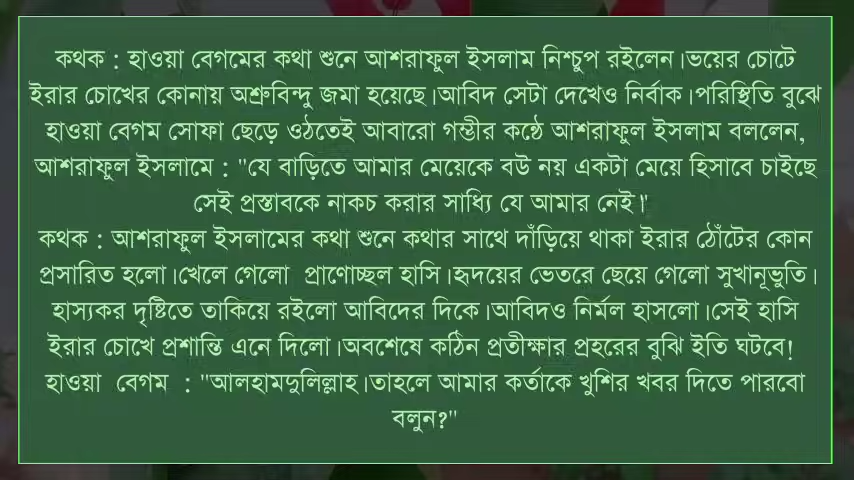 কথক : হাওয়া বেগমের কথা শুনে আশরাফুল ইসলাম নিশ্চুপ রইলেন।ভয়ের চোটে
ইরার চোখের কোনায় অশ্রুবিন্দু জমা হয়েছে।আবিদ সেটা দেখেও নির্বাক।পরিস্থিতি বুঝে
হাওয়া বেগম সোফা ছেড়ে ওঠতেই আবারো গম্ভীর কন্ঠে আশরাফুল ইসলাম বললেন,
আশরাফুল ইসলামে : "যে বাড়িতে আমার মেয়েকে বউ নয় একটা মেয়ে হিসাবে চাইছে
সেই প্রস্তাবকে নাকচ করার সাধ্যি যে আমার নেই।"
কথক : আশরাফুল ইসলামের কথা শুনে কথার সাথে দাঁড়িয়ে থাকা ইরার ঠোঁটের কোন
প্রসারিত হলো।খেলে গেলো প্রাণোচ্ছল হাসি।হৃদয়ের ভেতরে ছেয়ে গেলো সুখানূভুতি।
হাস্যকর দৃষ্টিতে তাকিয়ে রইলো আবিদের দিকে।আবিদও নির্মল হাসলো।সেই হাসি
ইরার চোখে প্রশান্তি এনে দিলো।অবশেষে কঠিন প্রতীক্ষার প্রহরের বুঝি ইতি ঘটবে!
হাওয়া বেগম : "আলহামদুলিল্লাহ।তাহলে আমার কর্তাকে খুশির খবর দিতে পারবো
বলুন?"